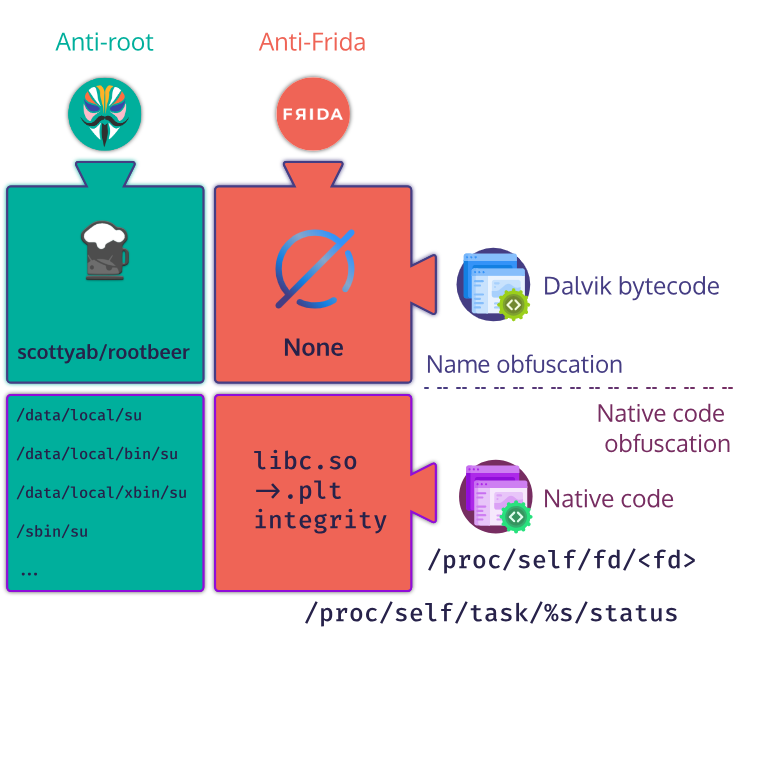 Anti-root
Anti-Frida
FЯIDA
scottyab/rootbeer
None
Dalvik bytecode
Name obfuscation
/data/local/su
/data/local/bin/su
/data/local/xbin/su
/sbin/su
...
libc.so
->.plt
integrity
Native code
obfuscation
Native code
/proc/self/fd/<fd>
/proc/self/task/%s/status